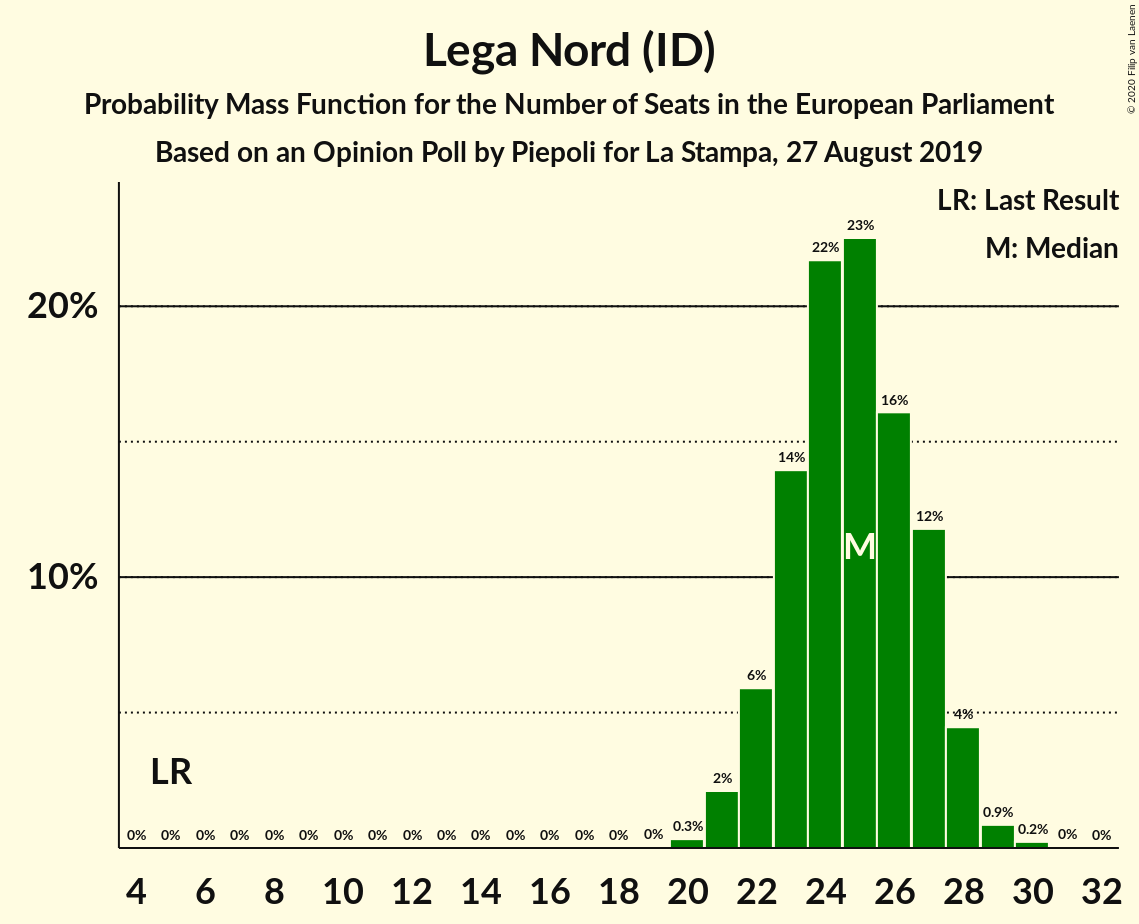 Lega Nord (ID)
Probability Mass Function for the Number of Seats in the European Parliament
Based on an Opinion Poll by Piepoli for La Stampa, 27 August 2019
© 2020 Filip van Laenen
LR: Last Result
M: Median
20%
10%
LR
M
0% 0% 0% 0% 0% 0% 0% 0% 0% 0% 0% 0% 0% 0% 0% 0% 0.3% 2% 6% 14% 22% 23% 16% 12% 4% 0.9% 0.2% 0% 0%
4 6 8 10 12 14 16 18 20 22 24 26 28 30 32